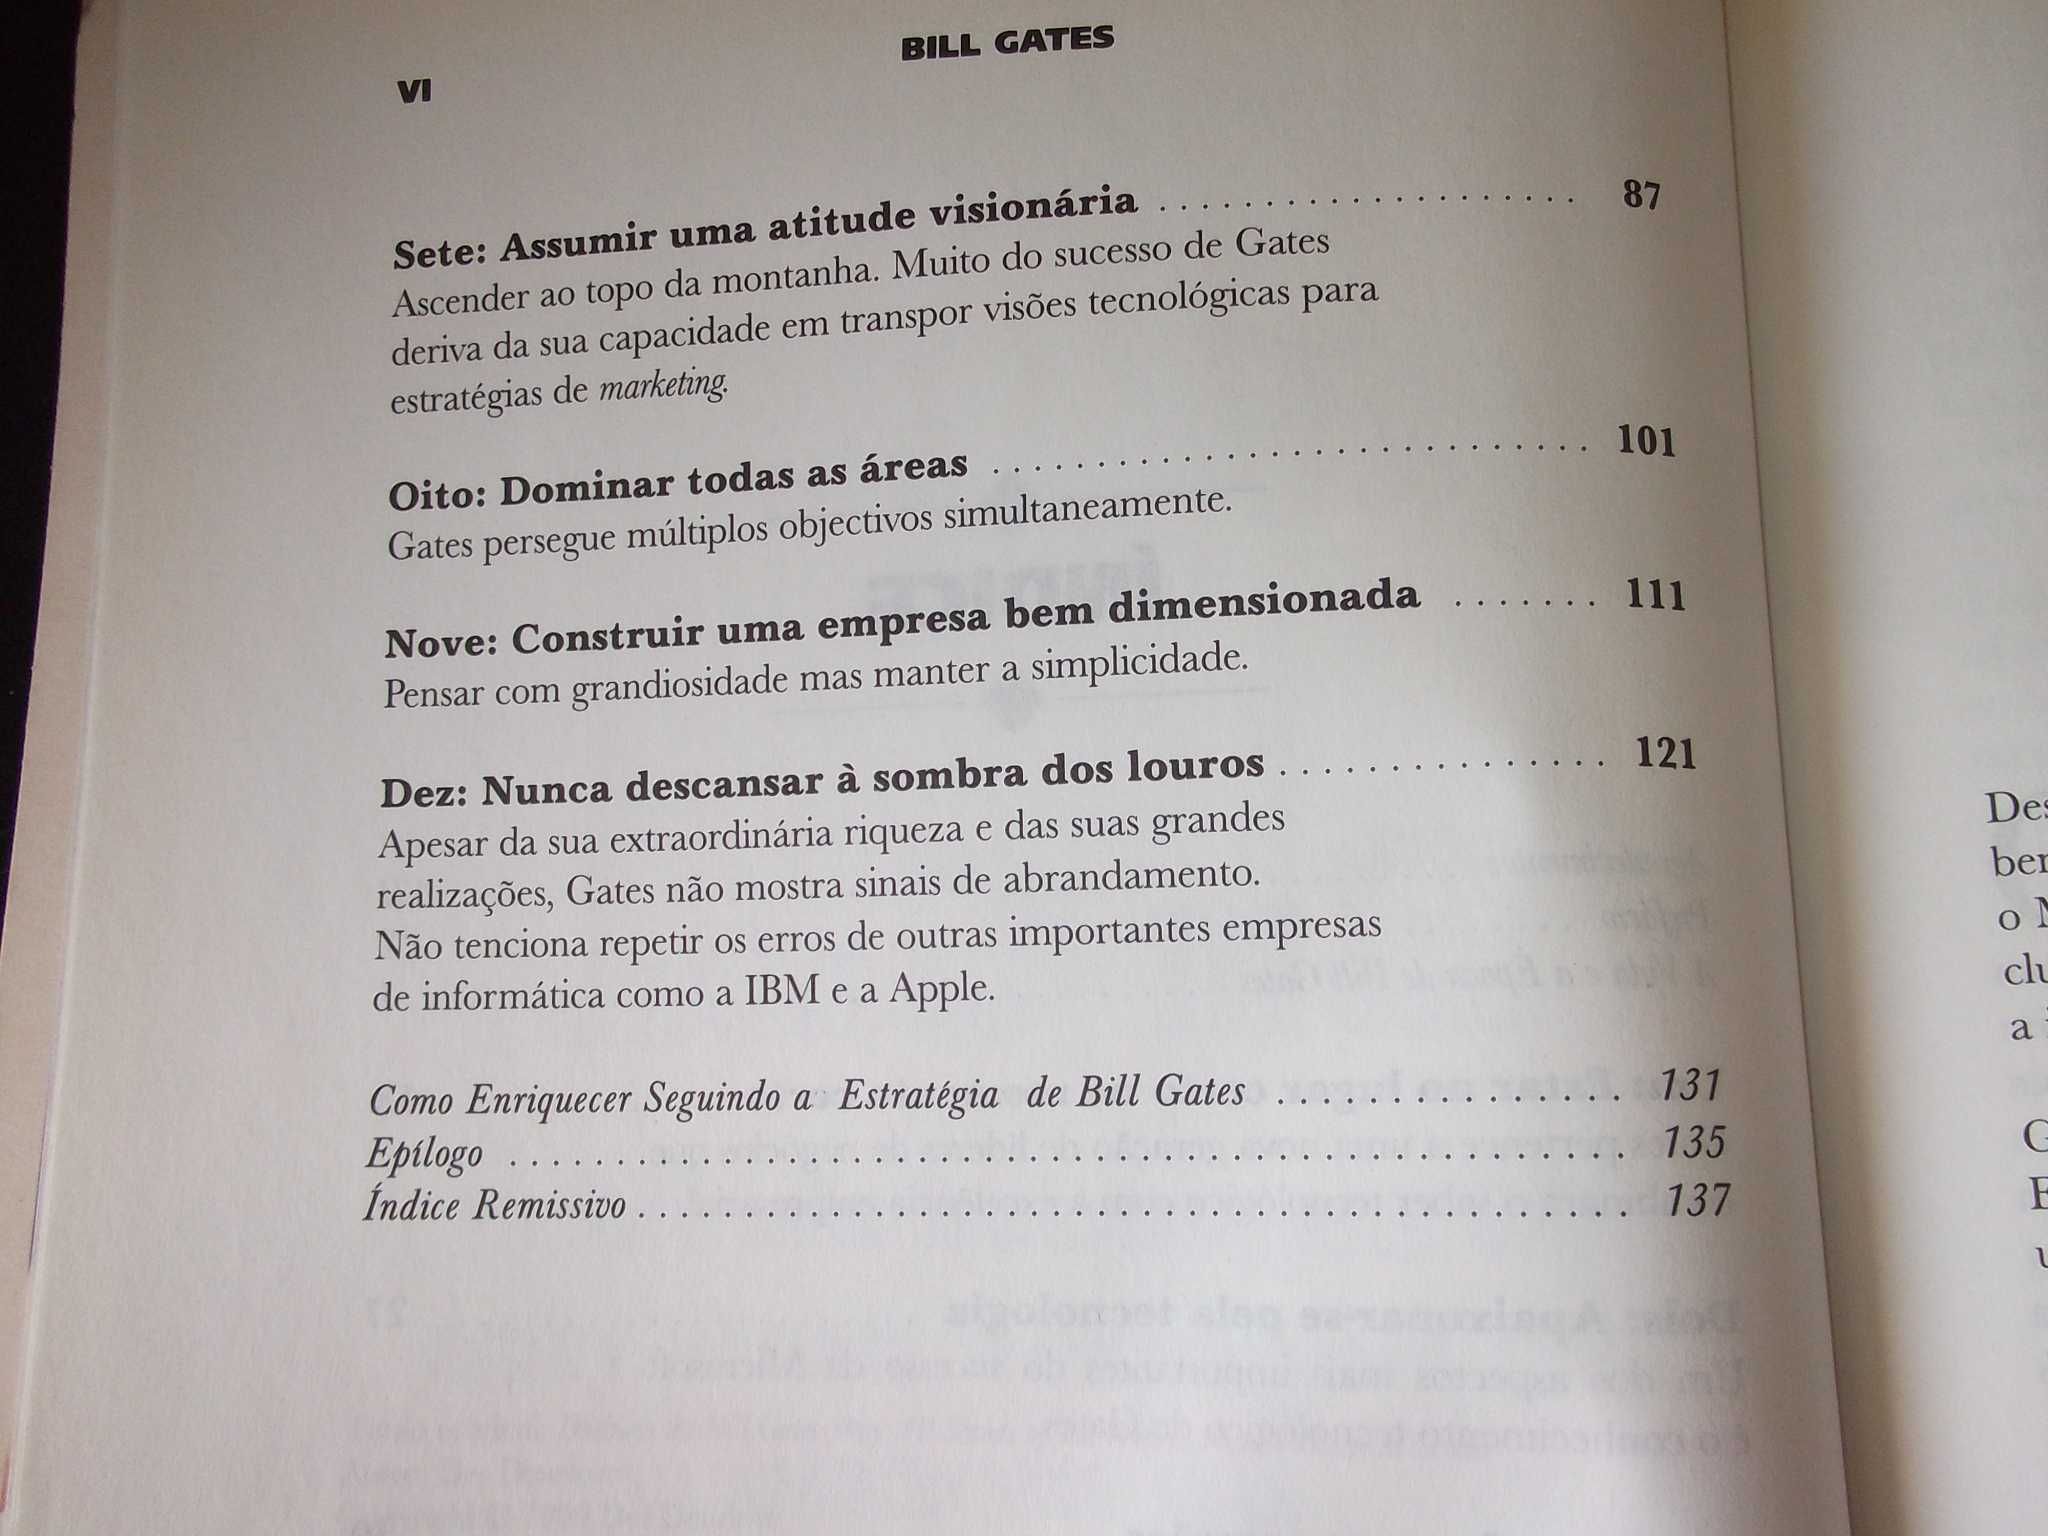 BILL GATES
VI
Sete: Assumir uma atitude visionária . . . . . . . . . . . . . . . . . . . . 87
Ascender ao topo da montanha. Muito do sucesso de Gates
deriva da sua capacidade em transpor visões tecnológicas para
estratégias de marketing.
Oito: Dominar todas as áreas . . . . . . . . . . . . . . . . . . . . . . . . . . . . 101
Gates persegue múltiplos objectivos simultaneamente.
Nove: Construir uma empresa bem dimensionada . . . . . . . 111
Pensar com grandiosidade mas manter a simplicidade.
Dez: Nunca descansar à sombra dos louros . . . . . . . . . . . . . . . 121
Apesar da sua extraordinária riqueza e das suas grandes
realizações, Gates não mostra sinais de abrandamento.
Não tenciona repetir os erros de outras importantes empresas
de informática como a IBM e a Apple.
Como Enriquecer Seguindo a Estratégia de Bill Gates . . . . . . . . . . . . . . . 131
Epílogo . . . . . . . . . . . . . . . . . . . . . . . . . . . . . . . . . . . . . . . 135
Índice Remissivo . . . . . . . . . . . . . . . . . . . . . . . . . . . . . . . . . . 137